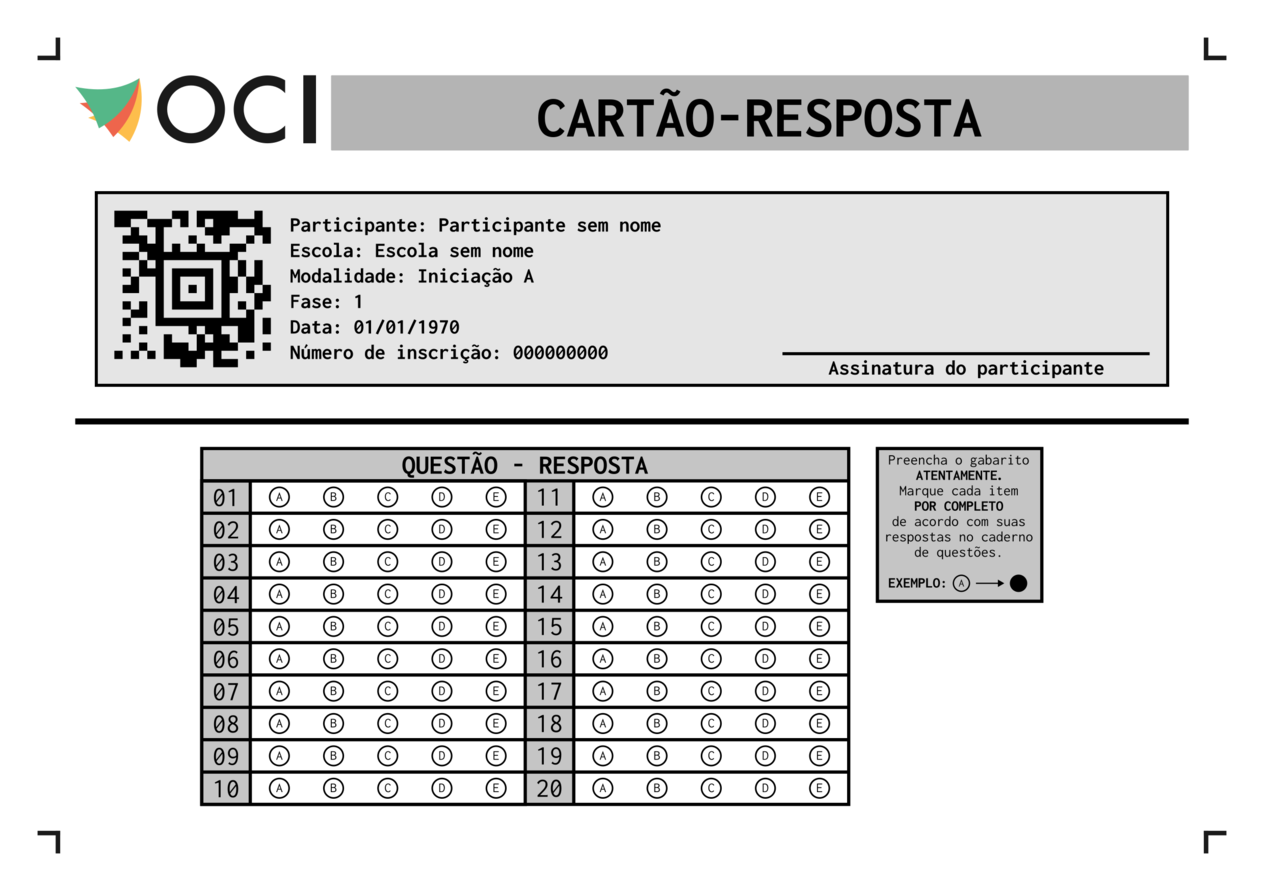 OCI
CARTÃO-RESPOSTA
Participante: Participante sem nome
Escola: Escola sem nome
Modalidade: Iniciação A
Fase: 1
Data: 01/01/1970
Número de inscrição: 000000000
Assinatura do participante
QUESTÃO - RESPOSTA
01 A B C D E 11 A B C D E
02 A B C D E 12 A B C D E
03 A B C D E 13 A B C D E
04 A B C D E 14 A B C D E
05 A B C D E 15 A B C D E
06 A B C D E 16 A B C D E
07 A B C D E 17 A B C D E
08 A B C D E 18 A B C D E
09 A B C D E 19 A B C D E
10 A B C D E 20 A B C D E
Preencha o gabarito
ATENTAMENTE.
Marque cada item
POR COMPLETO
de acordo com suas
respostas no caderno
de questões.
EXEMPLO: A